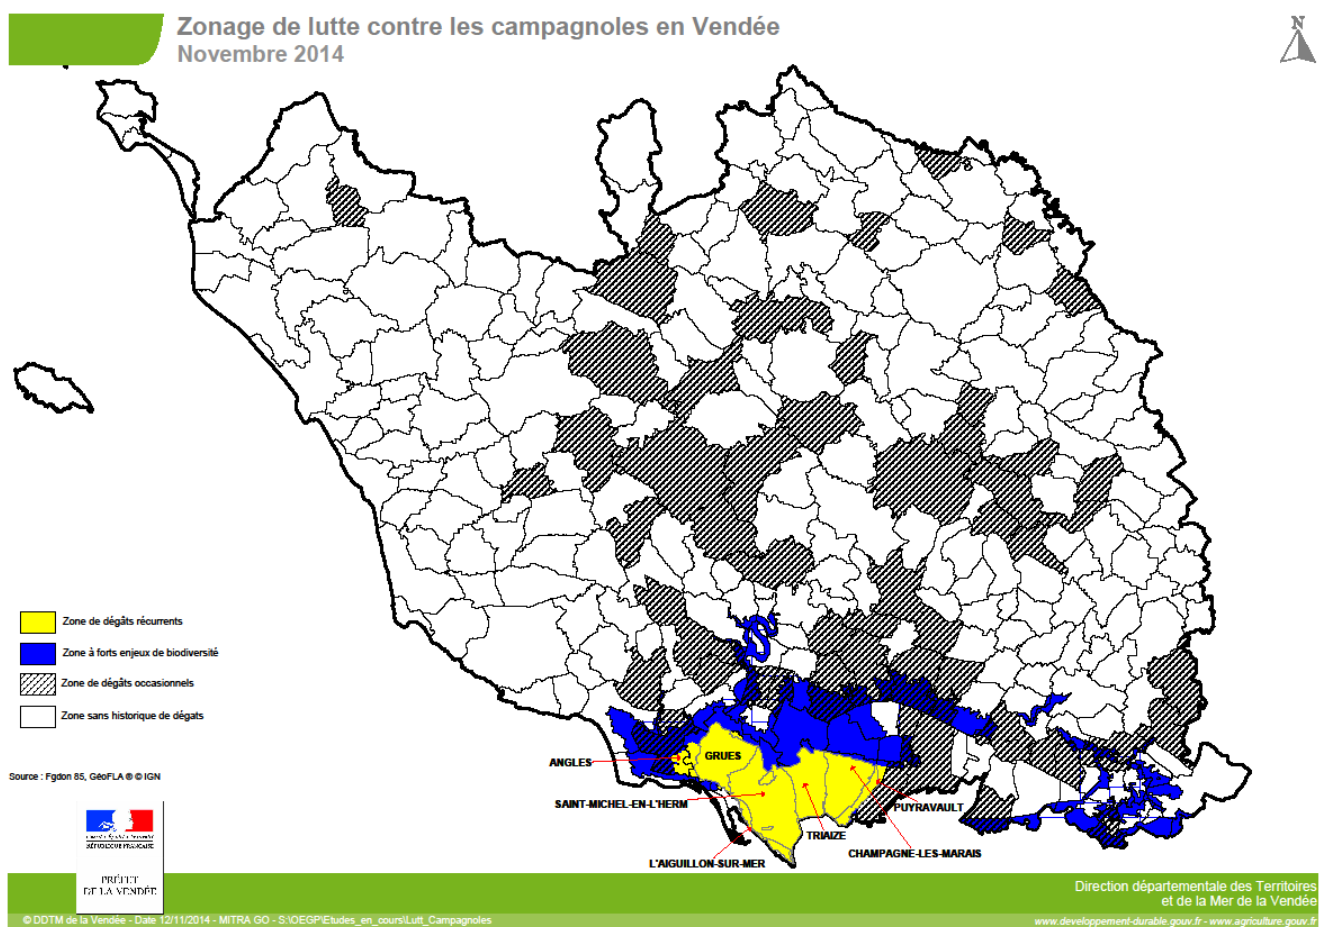 Zonage de lutte contre les campagnoles en Vendée
Novembre 2014
N
ANGLES
GRUES
SAINT-MICHEL-EN-L'HERM
PUYRAVAULT
TRIAIZE
CHAMPAGNE-LES-MARAIS
L'AIGUILLON-SUR-MER
Zone de dégâts récurrents
Zone à forts enjeux de biodiversité
Zone de dégâts occasionnels
Zone sans historique de dégats
Source : Fgdon 85, GéoFLA ® © IGN
RÉPUBLIQUE FRANÇAISE
PRÉFET
DE LA VENDÉE
Direction départementale des Territoires
et de la Mer de la Vendée
© DDTM de la Vendée - Date 12/11/2014 - MITRA GO - S:\OEGP\Etudes_en_cours\Lutt_Campagnoles
www.developpement-durable.gouv.fr - www.agriculture.gouv.fr